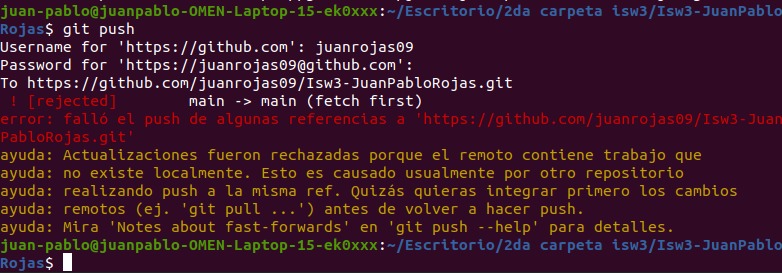 juan-pablo@juanpablo-OMEN-Laptop-15-ek0xxx:~/Escritorio/2da carpeta isw3/Isw3-JuanPablo
Rojas$ git push
Username for 'https://github.com': juanrojas09
Password for 'https://juanrojas09@github.com':
To https://github.com/juanrojas09/Isw3-JuanPabloRojas.git
 ! [rejected]        main -> main (fetch first)
error: falló el push de algunas referencias a 'https://github.com/juanrojas09/Isw3-Juan
PabloRojas.git'
ayuda: Actualizaciones fueron rechazadas porque el remoto contiene trabajo que
ayuda: no existe localmente. Esto es causado usualmente por otro repositorio
ayuda: realizando push a la misma ref. Quizás quieras integrar primero los cambios
ayuda: remotos (ej. 'git pull ...') antes de volver a hacer push.
ayuda: Mira 'Notes about fast-forwards' en 'git push --help' para detalles.
juan-pablo@juanpablo-OMEN-Laptop-15-ek0xxx:~/Escritorio/2da carpeta isw3/Isw3-JuanPablo
Rojas$